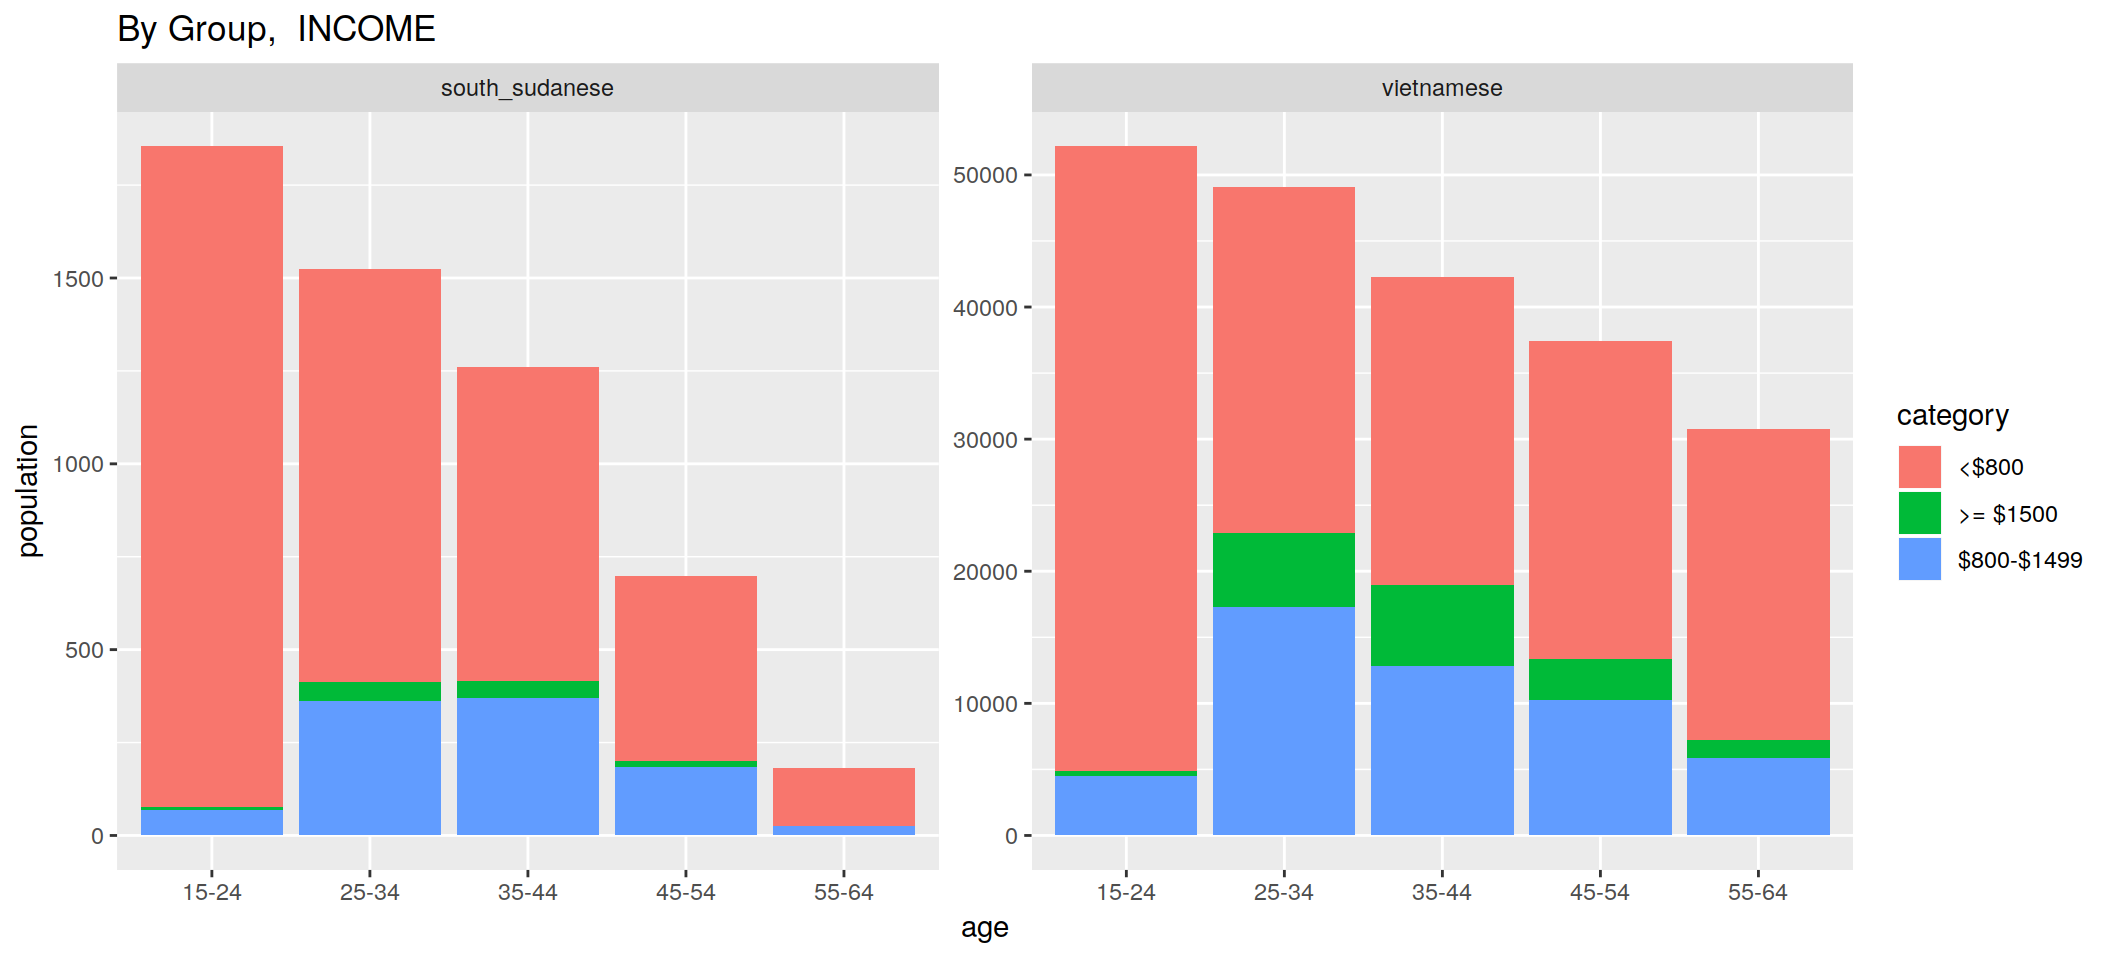 By Group,  INCOME
south_sudanese
vietnamese
population
1500
1000
500
0
50000
40000
30000
20000
10000
0
15-24 25-34 35-44 45-54 55-64
15-24 25-34 35-44 45-54 55-64
age
category
<$800
>= $1500
$800-$1499